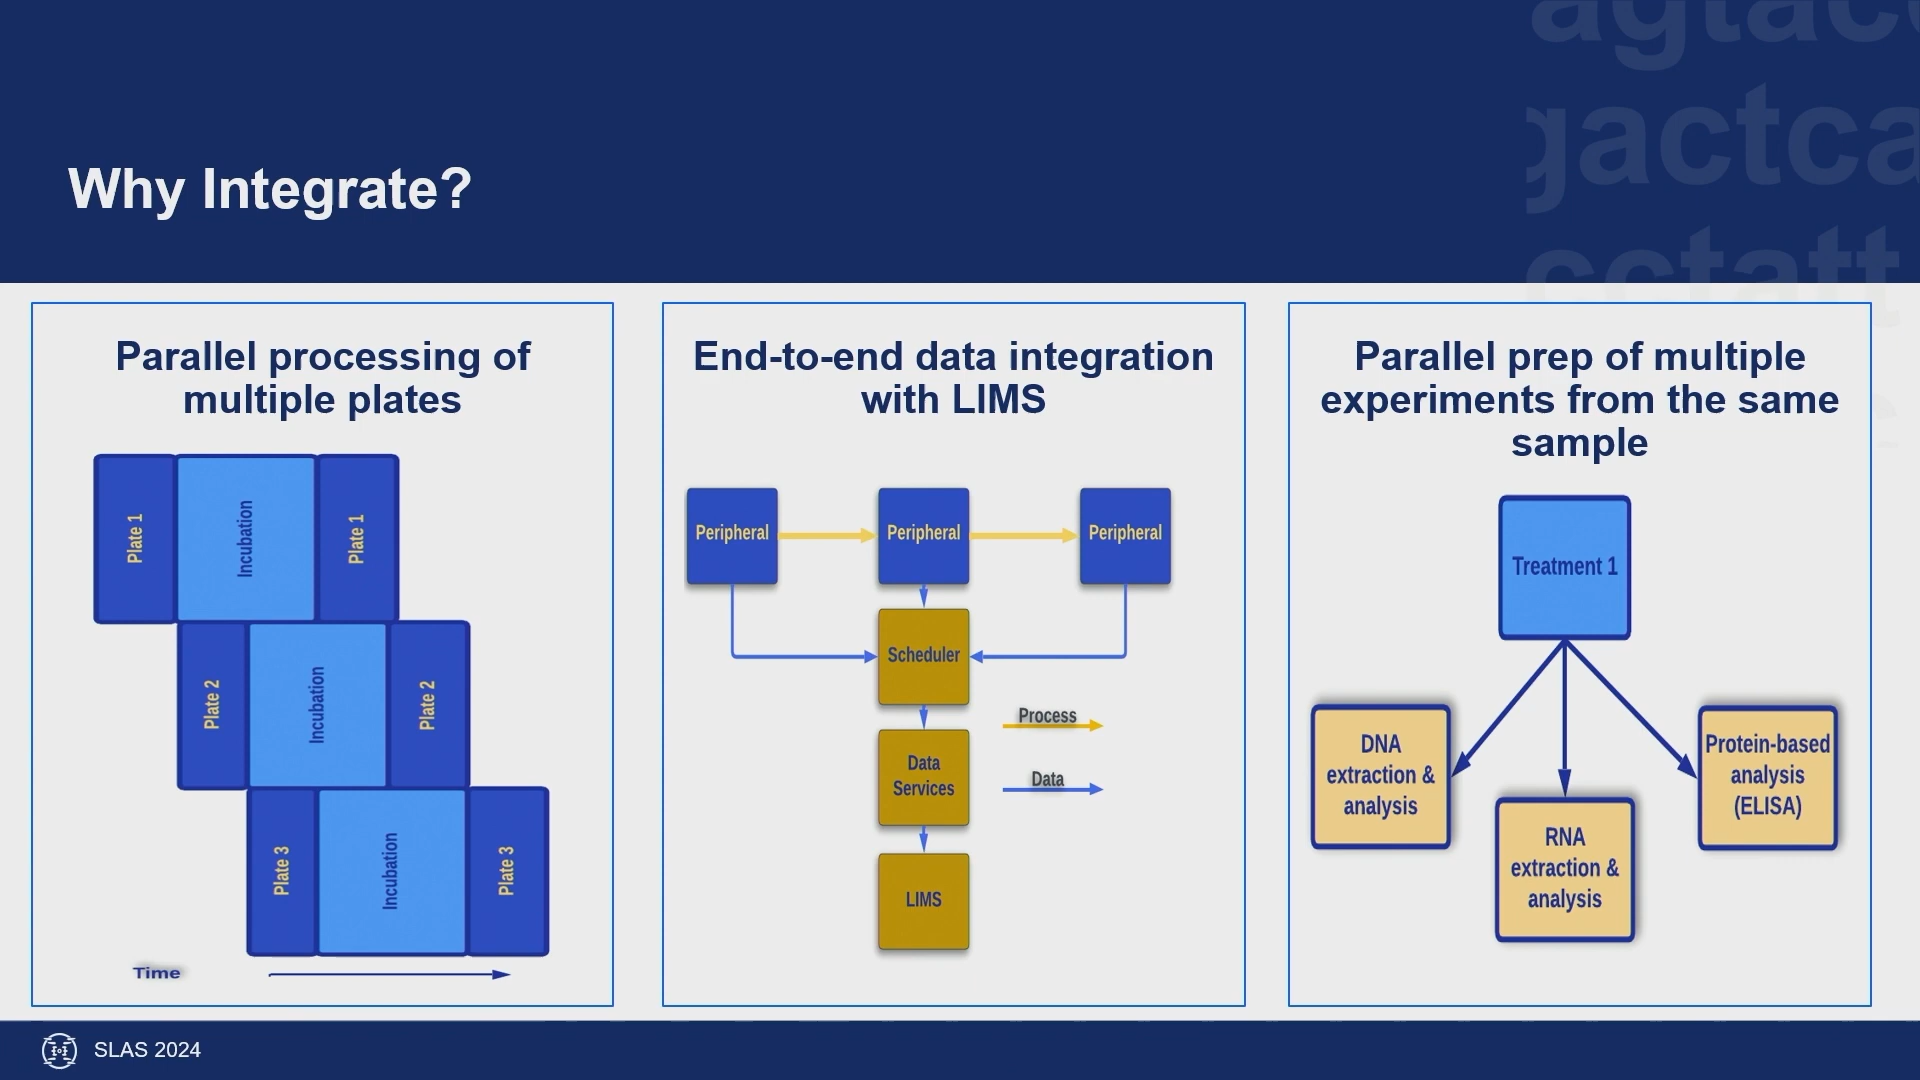 agtacc
gactca
cctatt
Why Integrate?
Parallel processing of
multiple plates
Plate 1
Incubation
Plate 1
Plate 2
Incubation
Plate 2
Plate 3
Incubation
Plate 3
Time
End-to-end data integration
with LIMS
Peripheral
Peripheral
Peripheral
Scheduler
Process
Data
Services
Data
LIMS
Parallel prep of multiple
experiments from the same
sample
Treatment 1
DNA
extraction &
analysis
RNA
extraction &
analysis
Protein-based
analysis
(ELISA)
SLAS 2024